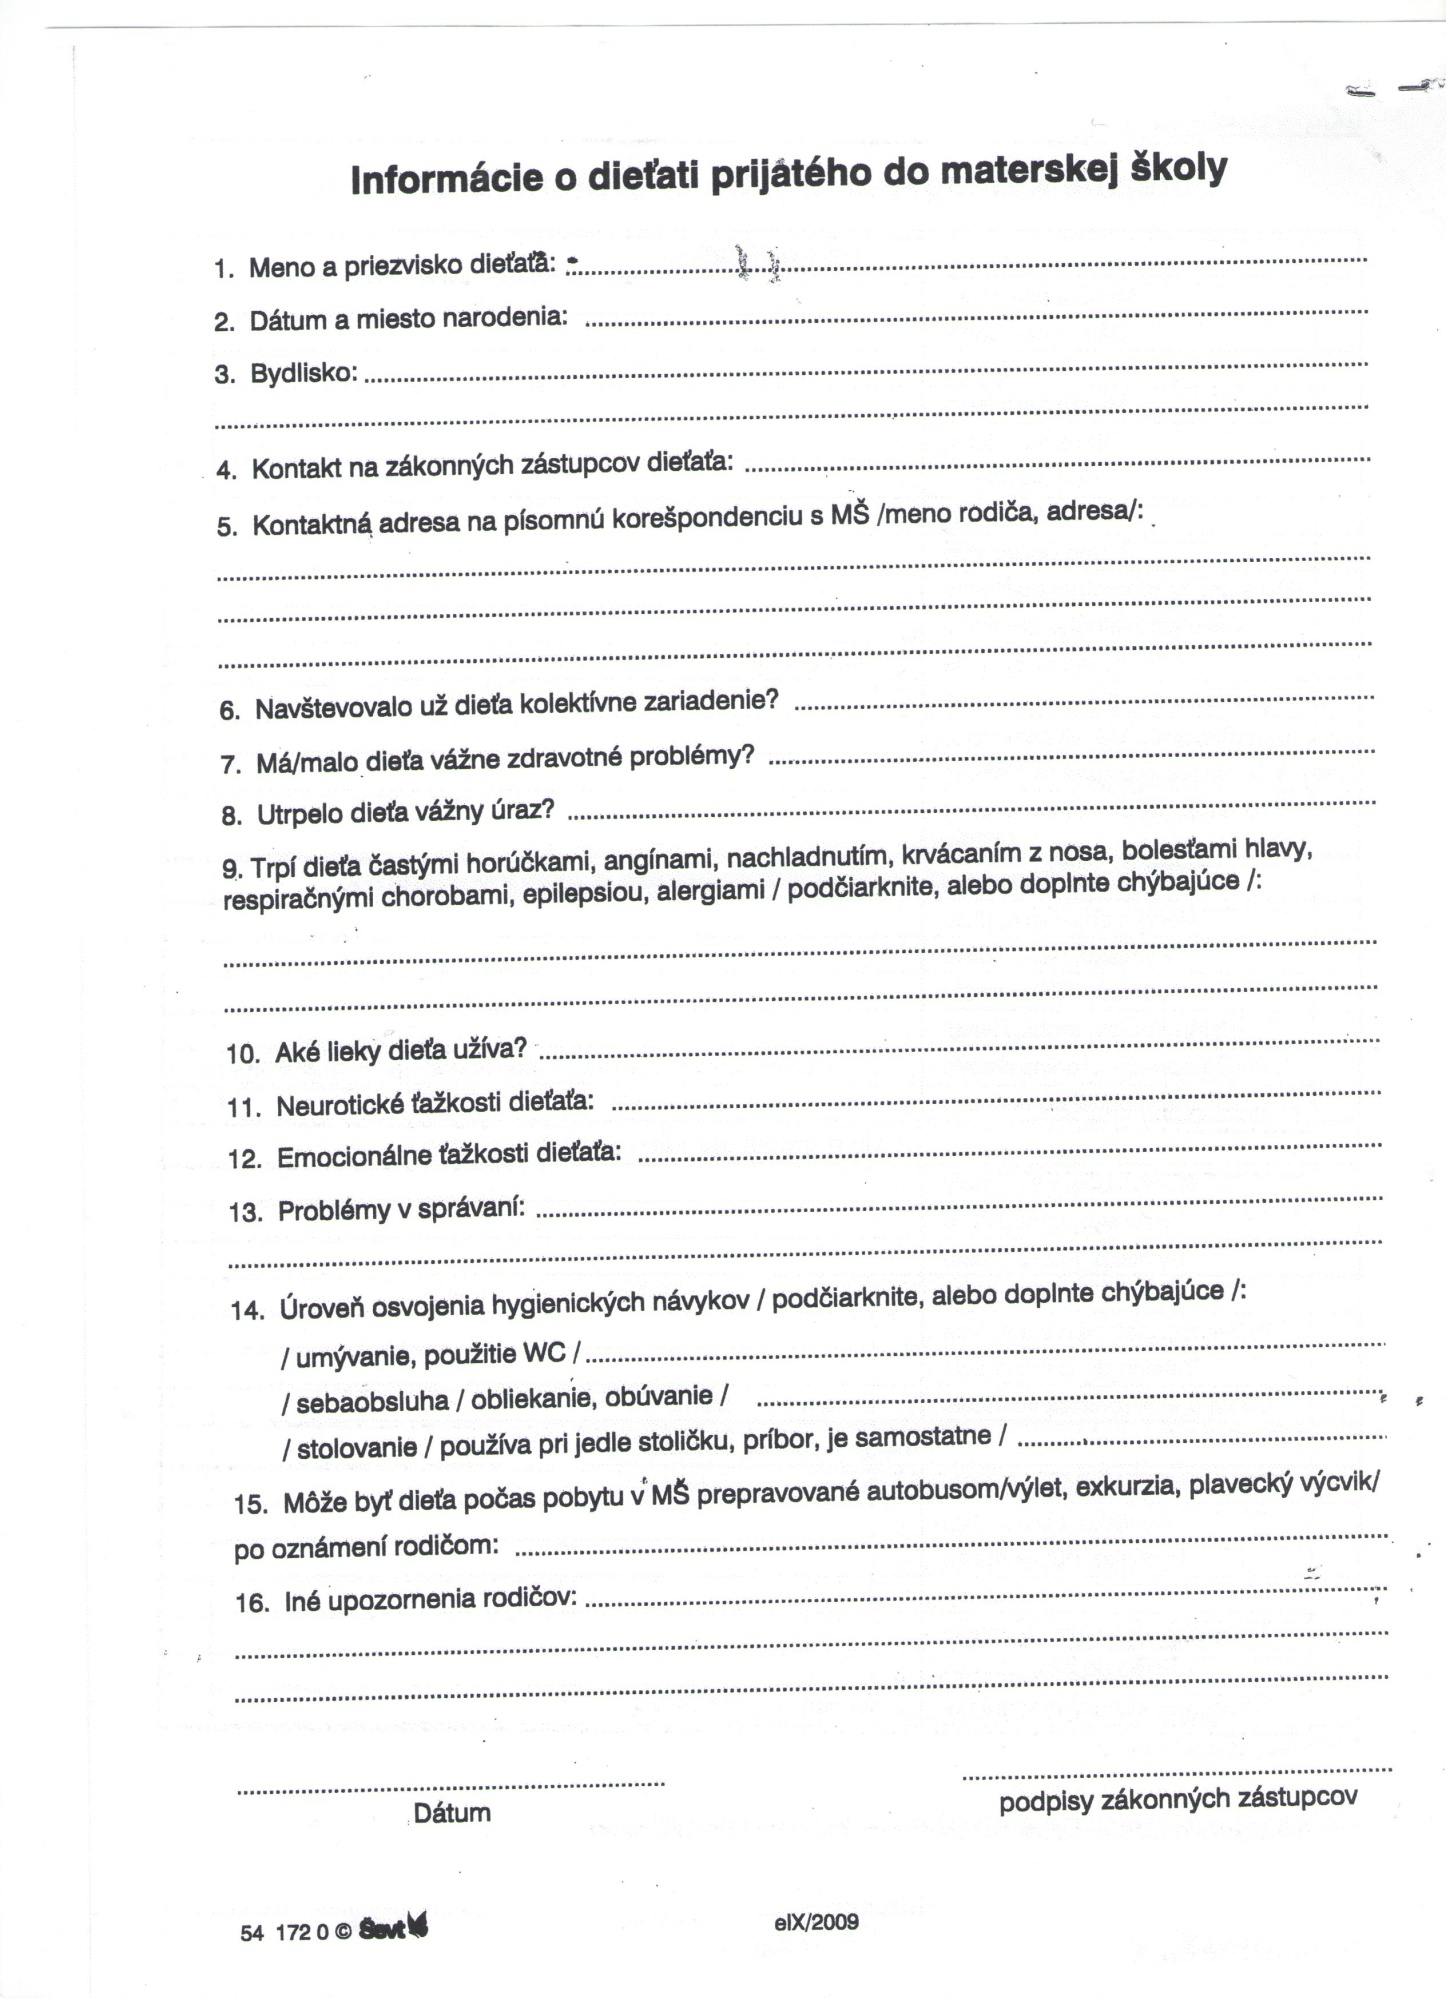 Informácie o dieťati prijatého do materskej školy
1. Meno a priezvisko dieťaťa: ................................
2. Dátum a miesto narodenia: ................................
3. Bydlisko: ................................
................................
4. Kontakt na zákonných zástupcov dieťaťa: ................................
5. Kontaktná adresa na písomnú korešpondenciu s MŠ /meno rodiča, adresa/:
................................
................................
................................
6. Navštevovalo už dieťa kolektívne zariadenie? ................................
7. Má/malo dieťa vážne zdravotné problémy? ................................
8. Utrpelo dieťa vážny úraz? ................................
9. Trpí dieťa častými horúčkami, angínami, nachladnutím, krvácaním z nosa, bolesťami hlavy,
respiračnými chorobami, epilepsiou, alergiami / podčiarknite, alebo doplnte chýbajúce /:
................................
................................
10. Aké lieky dieťa užíva? ................................
11. Neurotické ťažkosti dieťaťa: ................................
12. Emocionálne ťažkosti dieťaťa: ................................
13. Problémy v správaní: ................................
................................
14. Úroveň osvojenia hygienických návykov / podčiarknite, alebo doplnte chýbajúce /:
/ umývanie, použitie WC / ................................
/ sebaobsluha / obliekanie, obúvanie / ................................
/ stolovanie / používa pri jedle stoličku, príbor, je samostatne / ................................
15. Môže byť dieťa počas pobytu v MŠ prepravované autobusom/výlet, exkurzia, plavecký výcvik/
po oznámení rodičom: ................................
16. Iné upozornenia rodičov: ................................
................................
................................
Dátum
podpisy zákonných zástupcov
54 172 0 © Ševt
eIX/2009